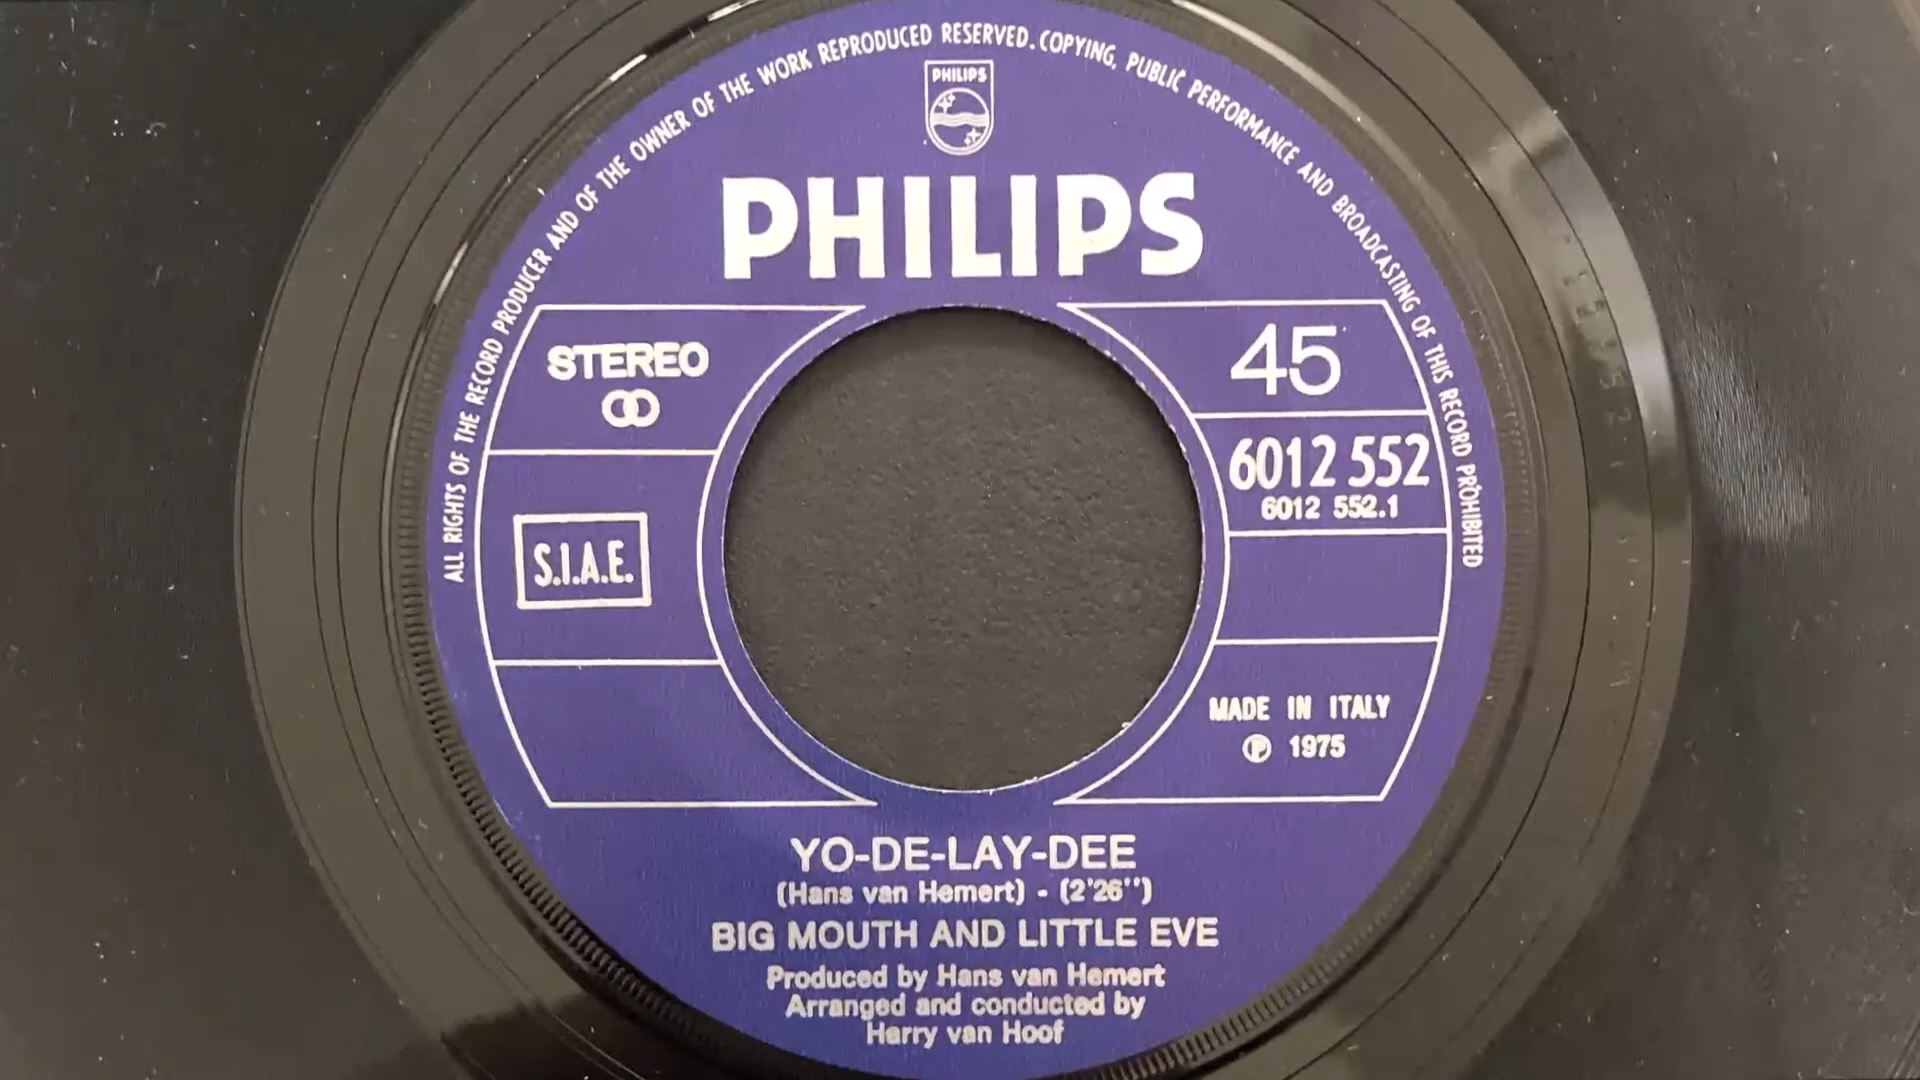 ALL RIGHTS OF THE RECORD PRODUCER AND OF THE OWNER OF THE WORK REPRODUCED RESERVED. COPYING, PUBLIC PERFORMANCE AND BROADCASTING OF THIS RECORD PROHIBITED
PHILIPS
PHILIPS
STEREO
45
6012 552
6012 552.1
S.I.A.E.
MADE IN ITALY
Ⓟ 1975
YO-DE-LAY-DEE
(Hans van Hemert) - (2'26'')
BIG MOUTH AND LITTLE EVE
Produced by Hans van Hemert
Arranged and conducted by
Harry van Hoof